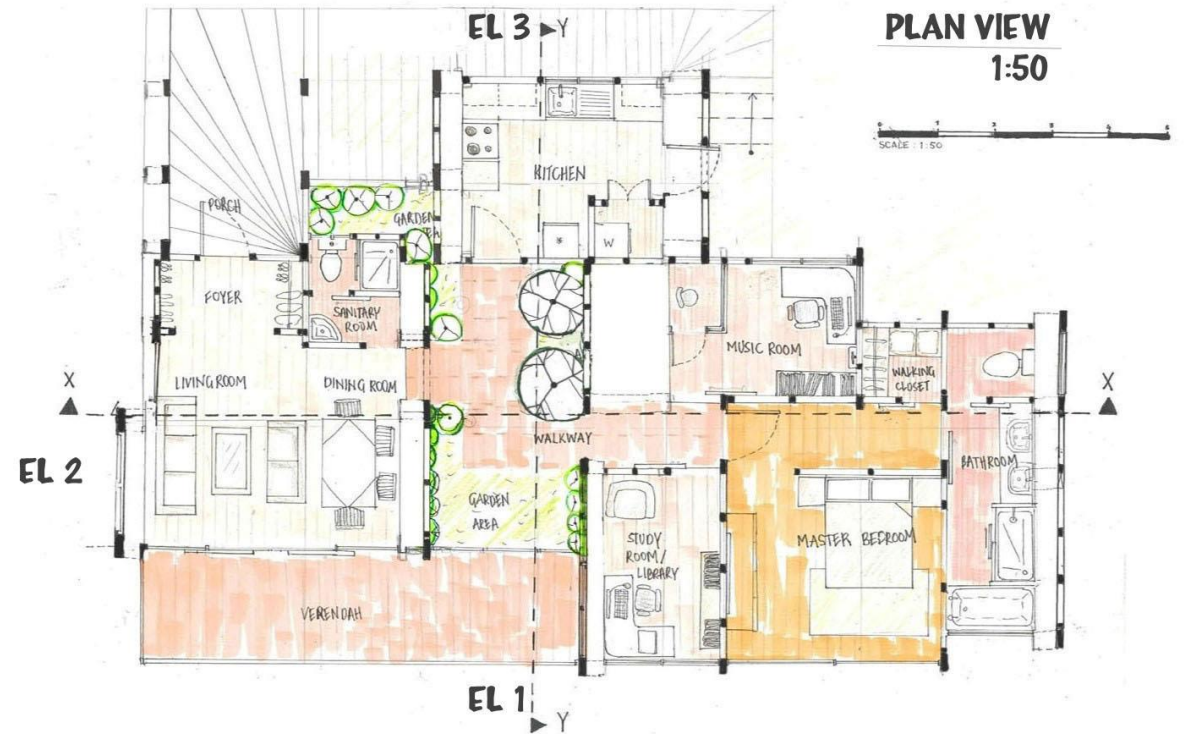 EL 3
Y
PLAN VIEW
1:50
SCALE : 1:50
KITCHEN
PORCH
GARDEN
W
FOYER
SANITARY
ROOM
MUSIC ROOM
WALKING
CLOSET
LIVING ROOM
DINING ROOM
X
X
WALKWAY
EL 2
BATHROOM
GARDEN
AREA
STUDY
ROOM/
LIBRARY
MASTER BEDROOM
VERENDAH
EL 1
Y